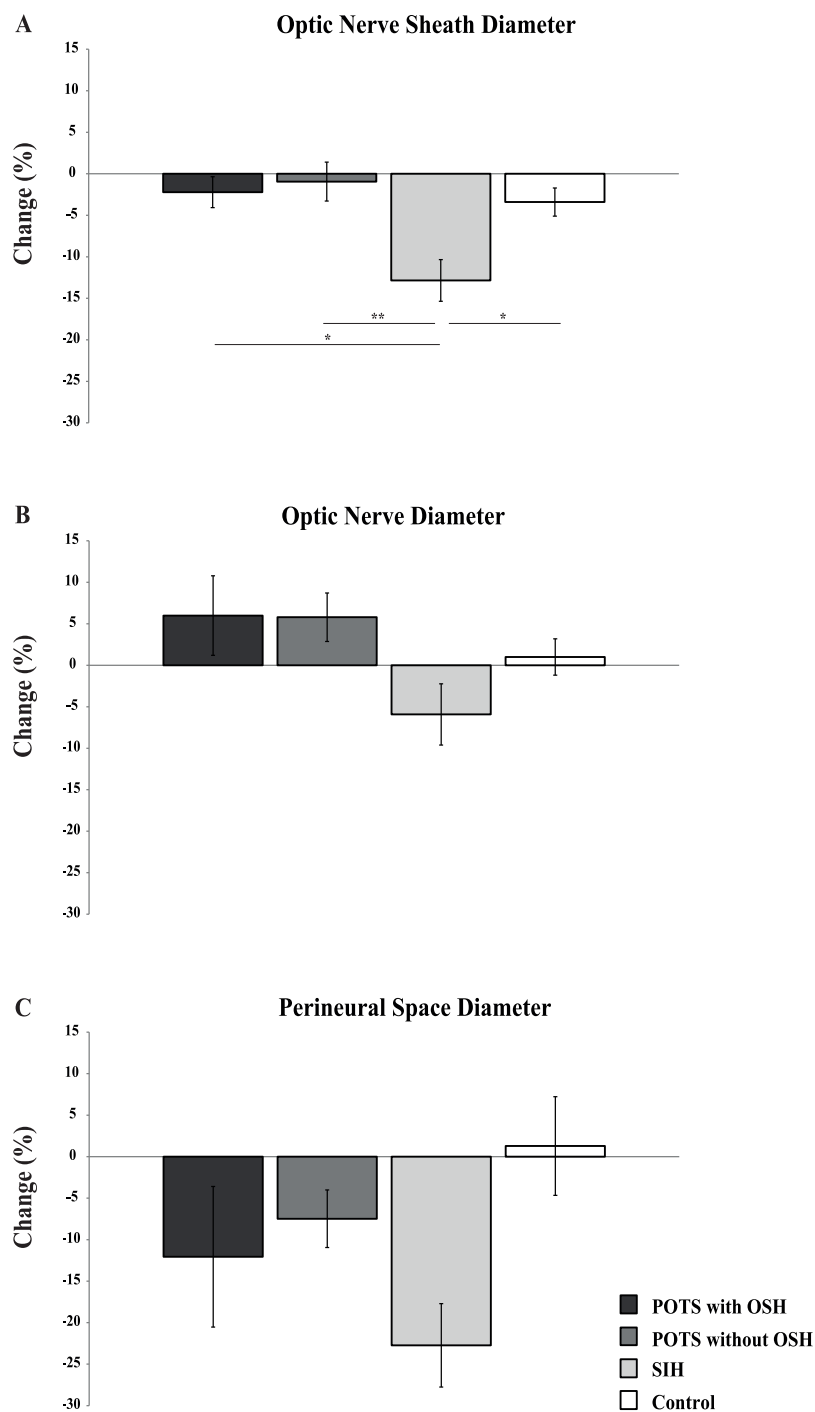 A
Optic Nerve Sheath Diameter
Change (%)
15
10
5
0
-5
-10
-15
-20
-25
-30
**
*
*
B
Optic Nerve Diameter
Change (%)
15
10
5
0
-5
-10
-15
-20
-25
-30
C
Perineural Space Diameter
Change (%)
15
10
5
0
-5
-10
-15
-20
-25
-30
POTS with OSH
POTS without OSH
SIH
Control